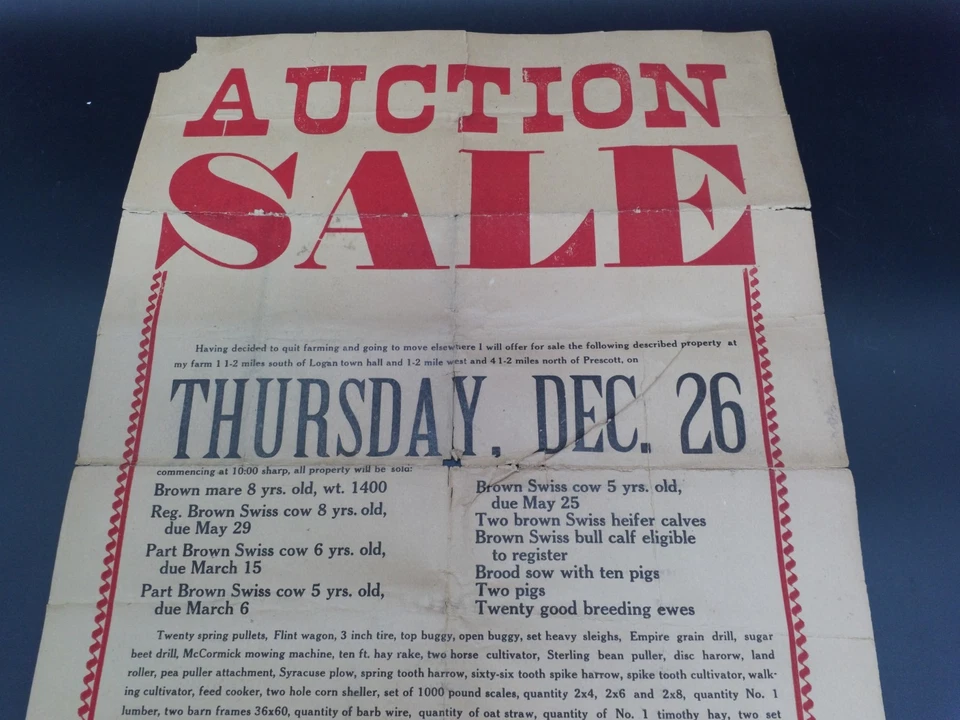 AUCTION
SALE
Having decided to quit farming and going to move elsewhere I will offer for sale the following described property at
my farm 1 1-2 miles south of Logan town hall and 1-2 mile west and 4 1-2 miles north of Prescott, on
THURSDAY, DEC. 26
commencing at 10:00 sharp, all property will be sold:
Brown mare 8 yrs. old, wt. 1400
Reg. Brown Swiss cow 8 yrs. old,
due May 29
Part Brown Swiss cow 6 yrs. old,
due March 15
Part Brown Swiss cow 5 yrs. old,
due March 6
Brown Swiss cow 5 yrs. old,
due May 25
Two brown Swiss heifer calves
Brown Swiss bull calf eligible
to register
Brood sow with ten pigs
Two pigs
Twenty good breeding ewes
Twenty spring pullets, Flint wagon, 3 inch tire, top buggy, open buggy, set heavy sleighs, Empire grain drill, sugar
beet drill, McCormick mowing machine, ten ft. hay rake, two horse cultivator, Sterling bean puller, disc harorw, land
roller, pea puller attachment, Syracuse plow, spring tooth harrow, sixty-six tooth spike harrow, spike tooth cultivator, walk-
ing cultivator, feed cooker, two hole corn sheller, set of 1000 pound scales, quantity 2x4, 2x6 and 2x8, quantity No. 1
lumber, two barn frames 36x60, quantity of barb wire, quantity of oat straw, quantity of No. 1 timothy hay, two set